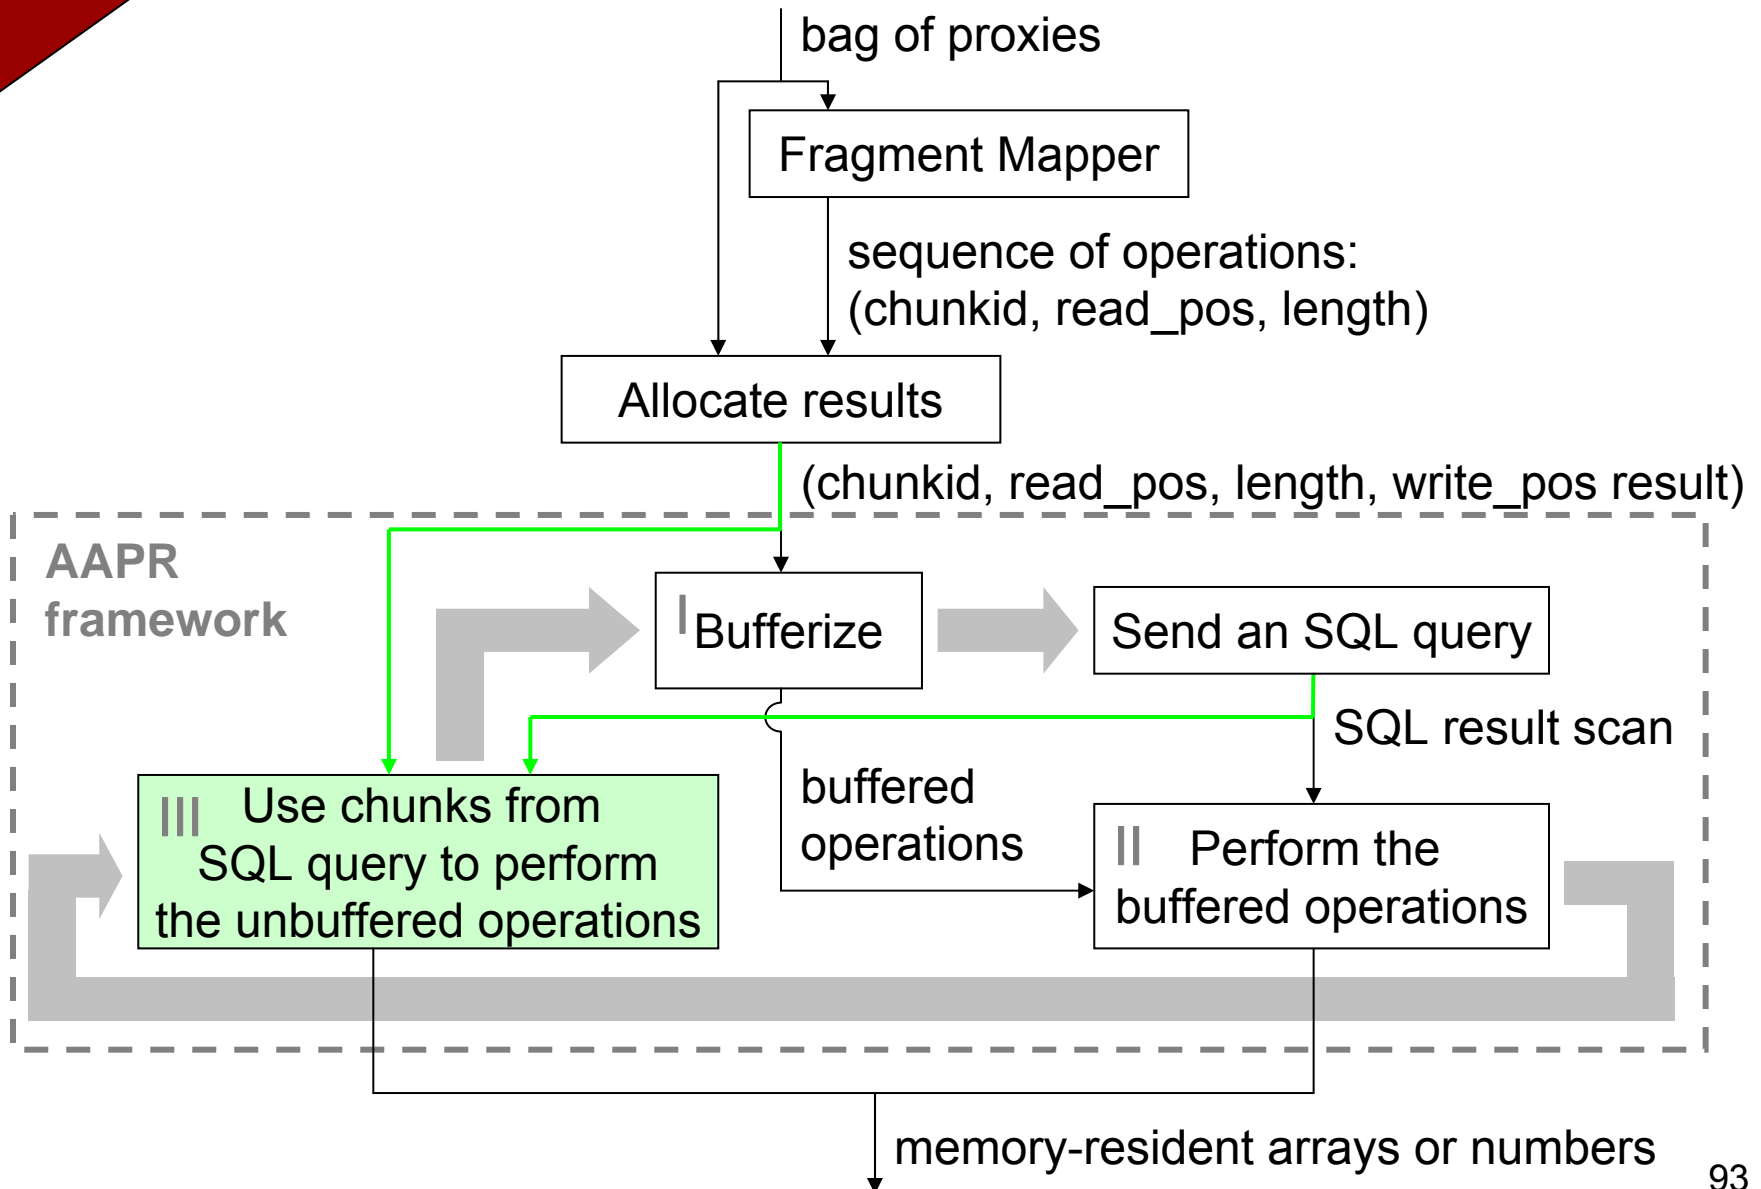 bag of proxies
Fragment Mapper
sequence of operations:
(chunkid, read_pos, length)
Allocate results
(chunkid, read_pos, length, write_pos result)
AAPR
framework
I Bufferize
Send an SQL query
SQL result scan
buffered
operations
III Use chunks from
SQL query to perform
the unbuffered operations
II Perform the
buffered operations
memory-resident arrays or numbers
93